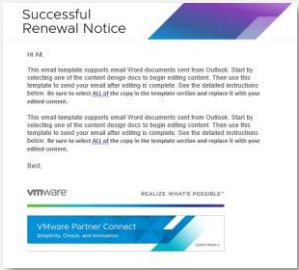 Successful
Renewal Notice
Hi All,
This email template supports email Word documents sent from Outlook. Start by
selecting one of the content design docs to begin editing content. Then use this
template to send your email after editing is complete. See the detailed instructions
below. Be sure to select ALL of the copy in the template section and replace it with your
edited content.
This email template supports email Word documents sent from Outlook. Start by
selecting one of the content design docs to begin editing content. Then use this
template to send your email after editing is complete. See the detailed instructions
below. Be sure to select ALL of the copy in the template section and replace it with your
edited content.
Best,
vmware REALIZE WHAT'S POSSIBLE™
VMware Partner Connect
Simplicity, Choice, and Innovation.
Learn More >